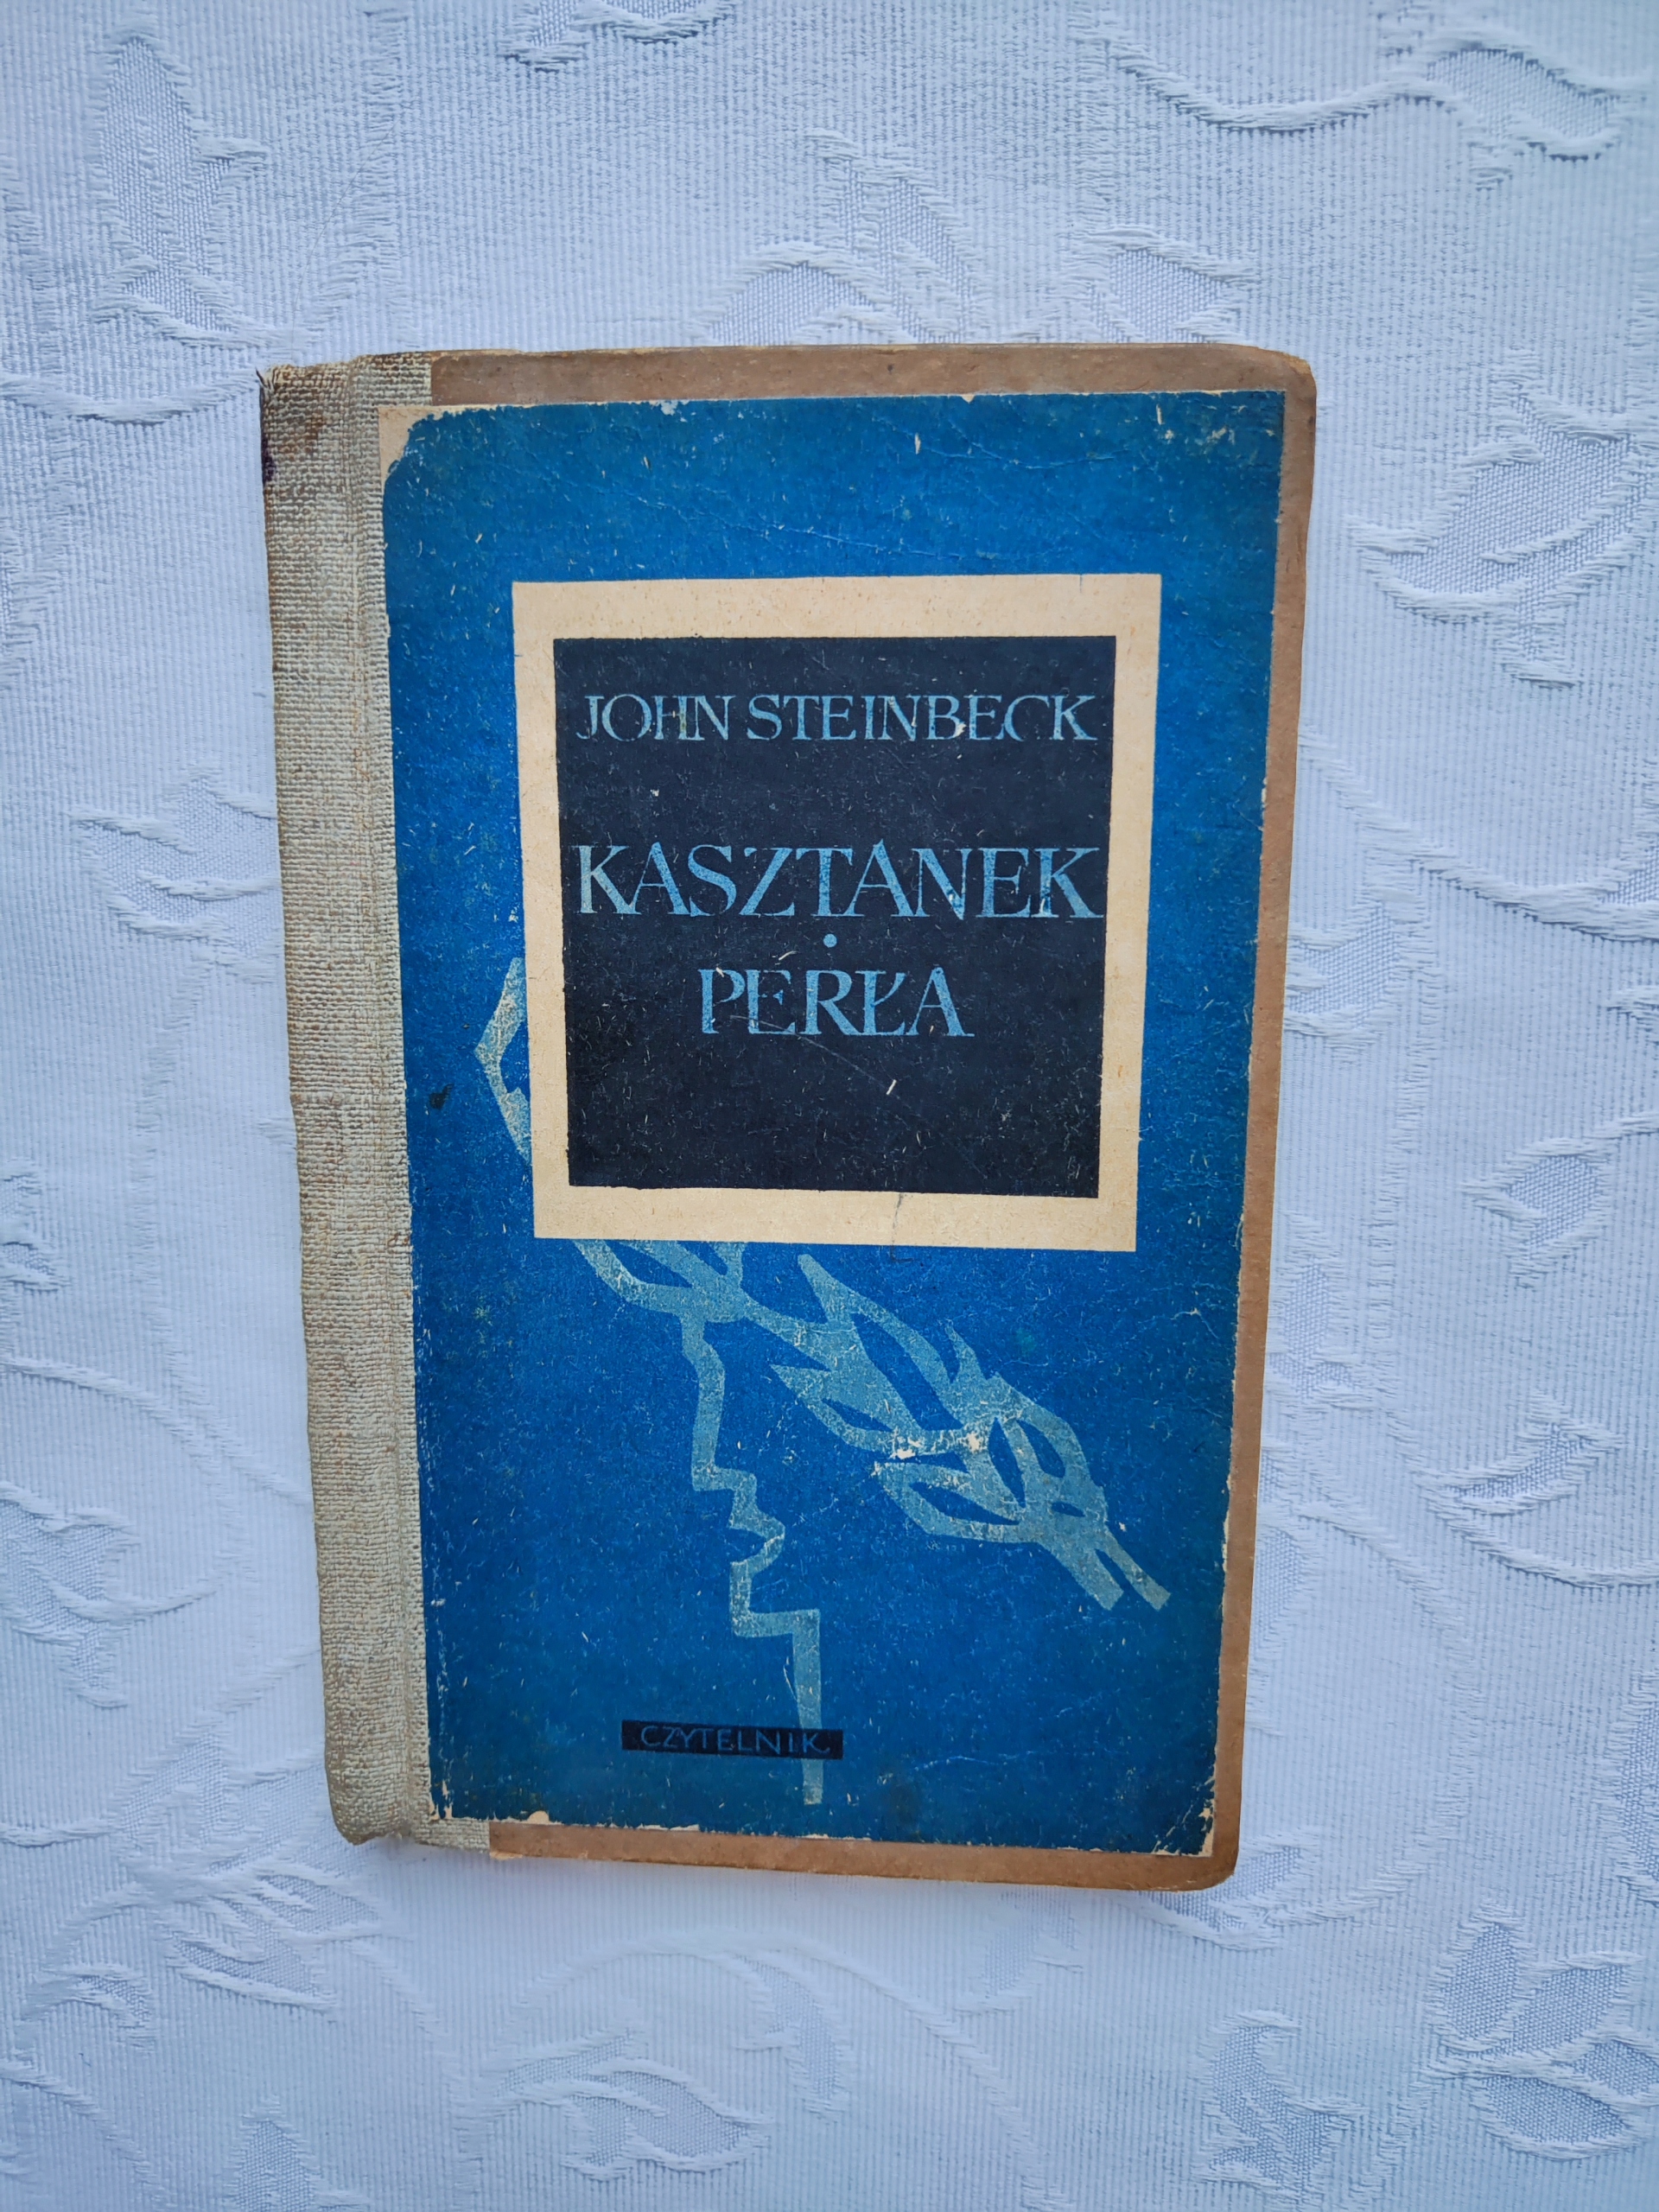 JOHN STEINBECK
KASZTANEK
•
PERŁA
CZYTELNIK